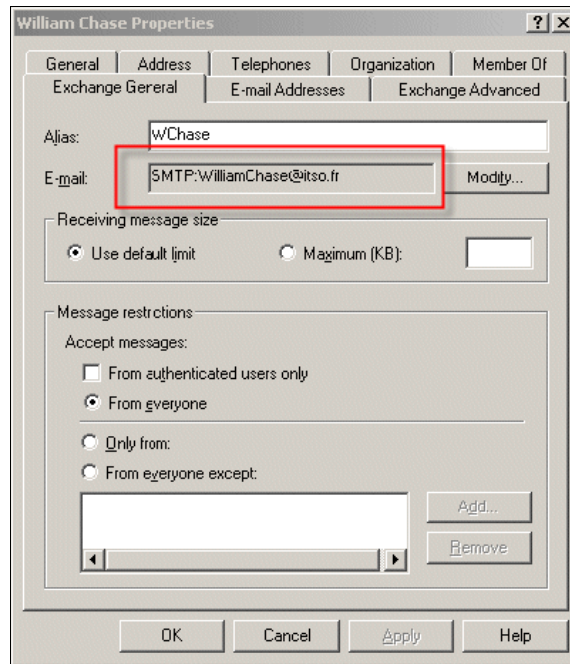 William Chase Properties
General Address Telephones Organization Member Of
Exchange General E-mail Addresses Exchange Advanced
Alias: WChase
E-mail: SMTP:WilliamChase@itso.fr Modify...
Receiving message size
Use default limit Maximum (KB):
Message restrctions
Accept messages:
From authenticated users only
From everyone
Only from:
From everyone except:
Add...
Remove
OK Cancel Apply Help